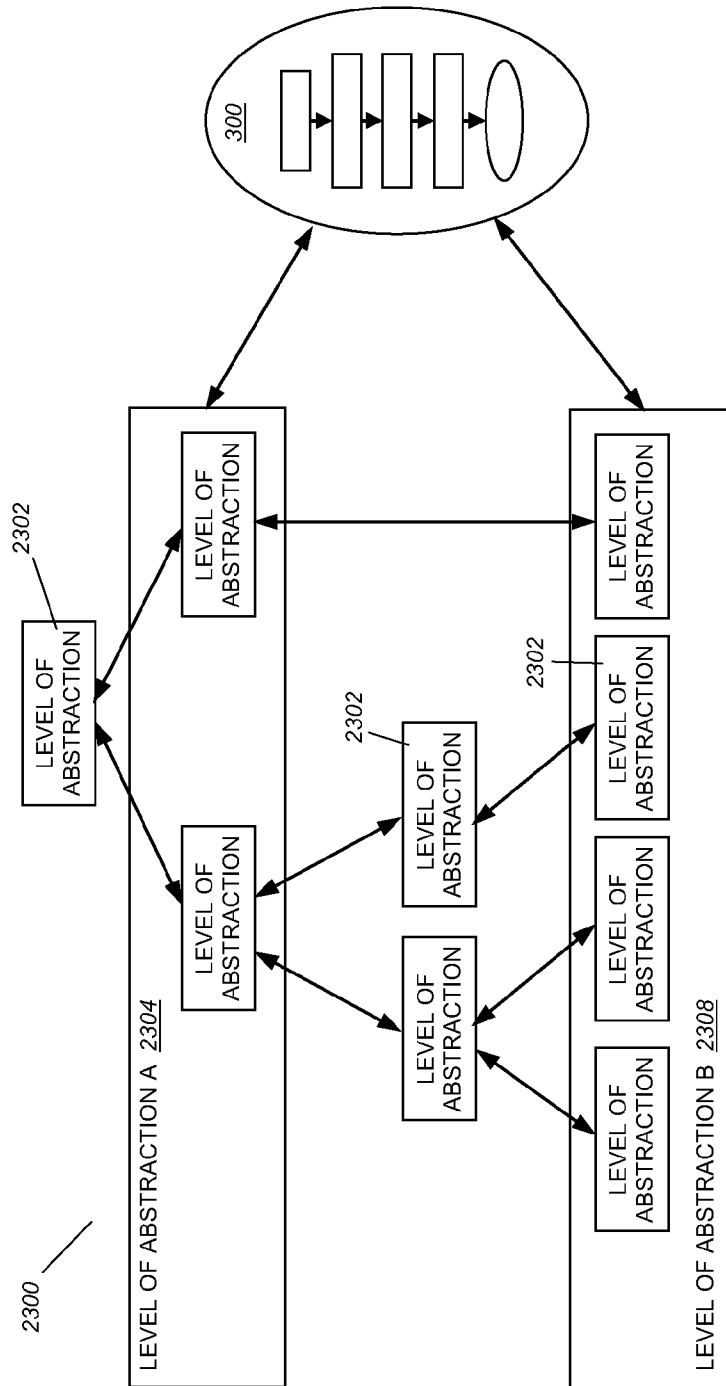 2300
2302
LEVEL OF
ABSTRACTION
LEVEL OF ABSTRACTION A 2304
LEVEL OF
ABSTRACTION
LEVEL OF
ABSTRACTION
300
2302
LEVEL OF
ABSTRACTION
LEVEL OF
ABSTRACTION
2302
LEVEL OF
ABSTRACTION
LEVEL OF
ABSTRACTION
LEVEL OF
ABSTRACTION
LEVEL OF
ABSTRACTION
LEVEL OF ABSTRACTION B 2308